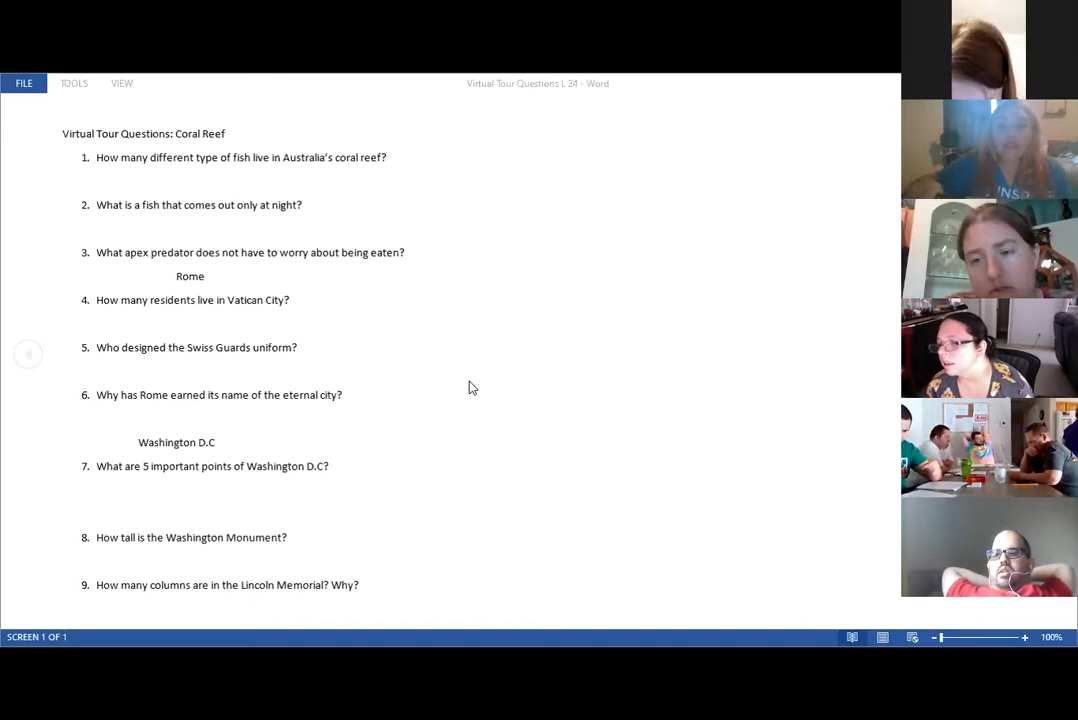 FILE TOOLS VIEW Virtual Tour Questions L 24 - Word
Virtual Tour Questions: Coral Reef
1. How many different type of fish live in Australia's coral reef?
2. What is a fish that comes out only at night?
3. What apex predator does not have to worry about being eaten?
Rome
4. How many residents live in Vatican City?
5. Who designed the Swiss Guards uniform?
6. Why has Rome earned its name of the eternal city?
Washington D.C
7. What are 5 important points of Washington D.C?
8. How tall is the Washington Monument?
9. How many columns are in the Lincoln Memorial? Why?
SCREEN 1 OF 1 100%